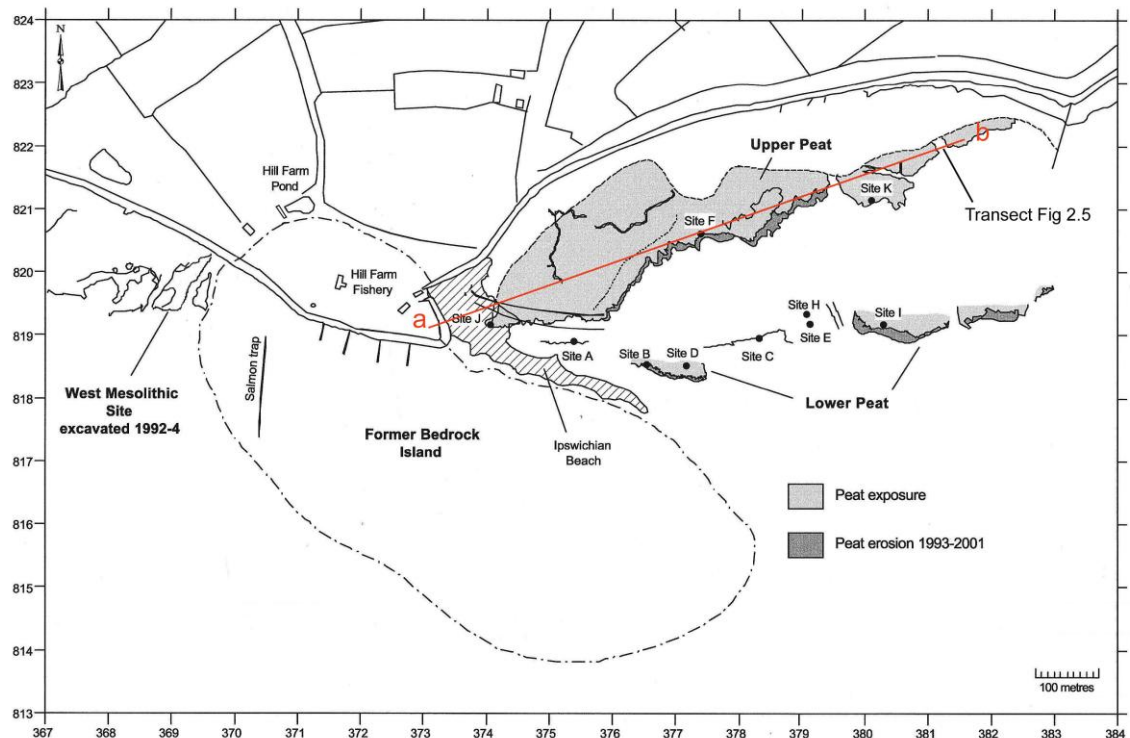 824
823
822
821
820
819
818
817
816
815
814
813
367
368
369
370
371
372
373
374
375
376
377
378
379
380
381
382
383
384
N
Hill Farm
Pond
Hill Farm
Fishery
Upper Peat
b
Transect Fig 2.5
Site K
Site F
a
Site J
Site H
Site I
Site E
Site A
Site B
Site D
Site C
Lower Peat
Salmon trap
West Mesolithic
Site
excavated 1992-4
Former Bedrock
Island
Ipswichian
Beach
Peat exposure
Peat erosion 1993-2001
100 metres